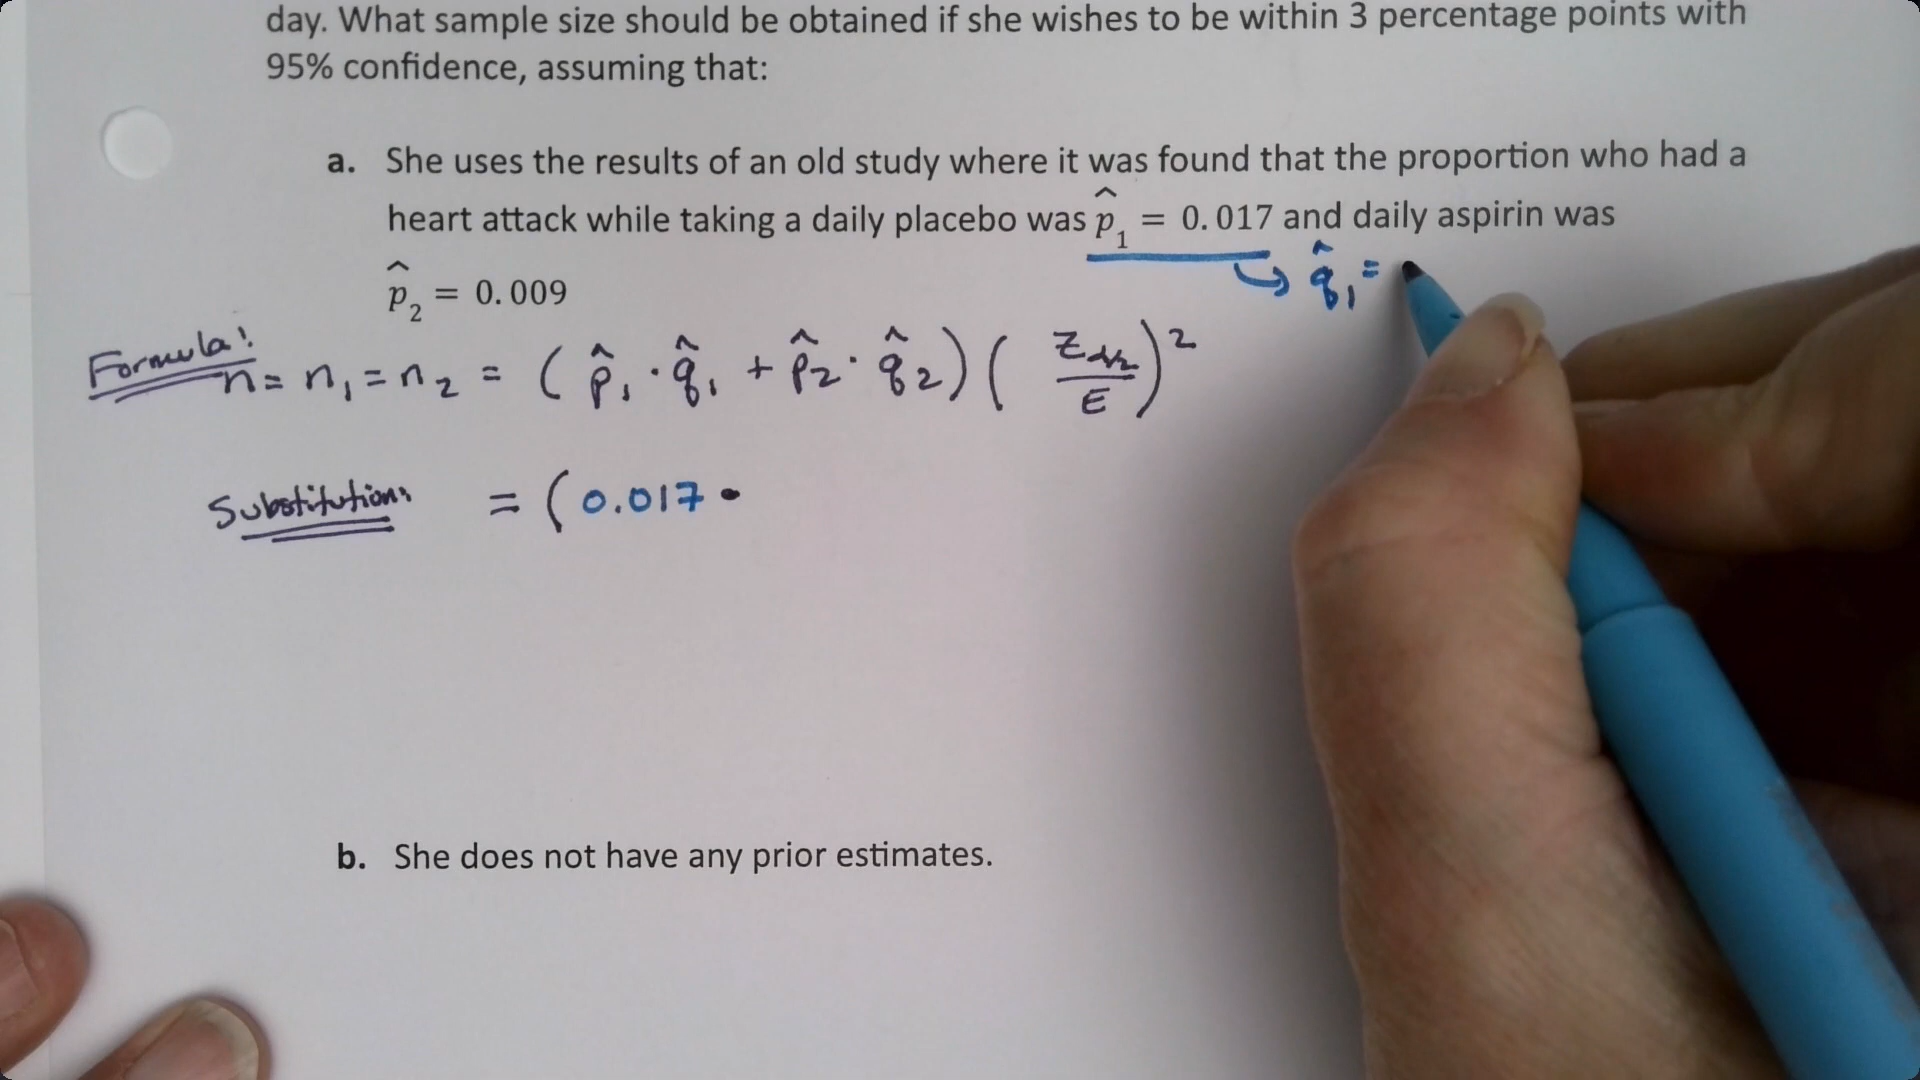 day. What sample size should be obtained if she wishes to be within 3 percentage points with
95% confidence, assuming that:
a. She uses the results of an old study where it was found that the proportion who had a
heart attack while taking a daily placebo was p̂₁ = 0.017 and daily aspirin was
p̂₂ = 0.009
q̂₁ =
Formula: n = n₁ = n₂ = (p̂₁ · q̂₁ + p̂₂ · q̂₂)(Z_α/2 / E)²
Substitution: = (0.017 ·
b. She does not have any prior estimates.